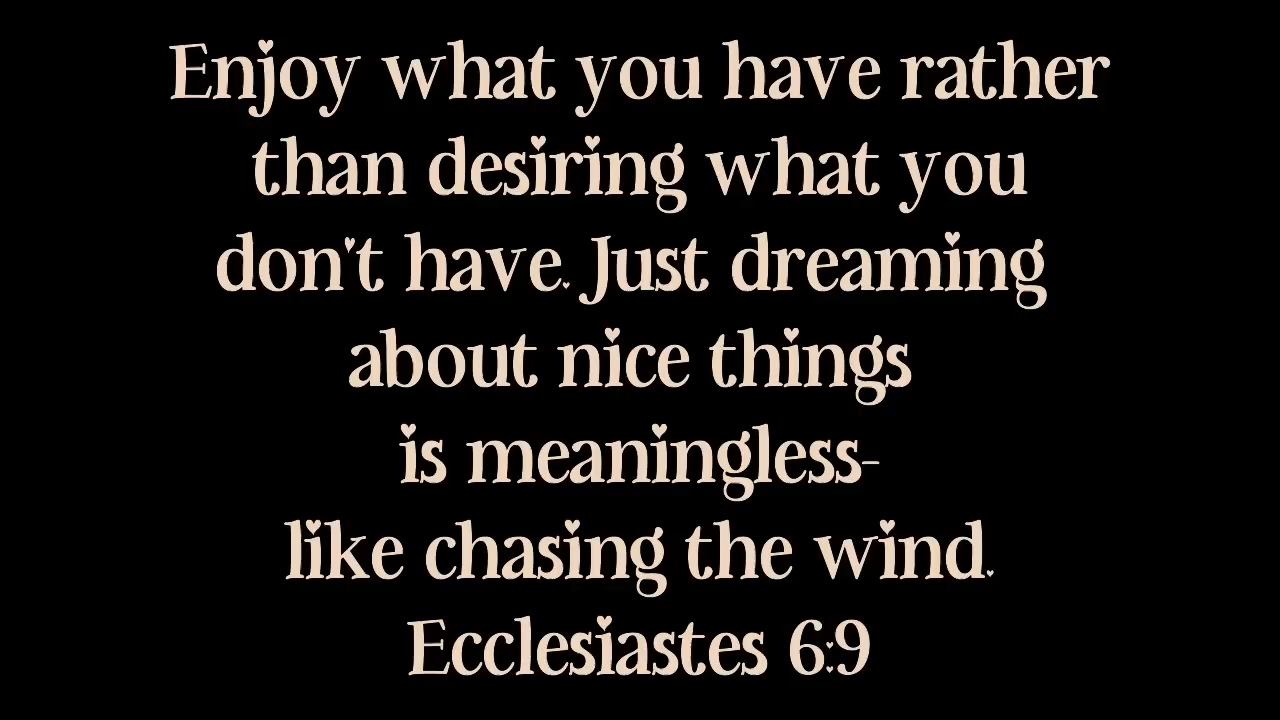 Enjoy what you have rather
than desiring what you
don't have. Just dreaming
about nice things
is meaningless-
like chasing the wind.
Ecclesiastes 6:9